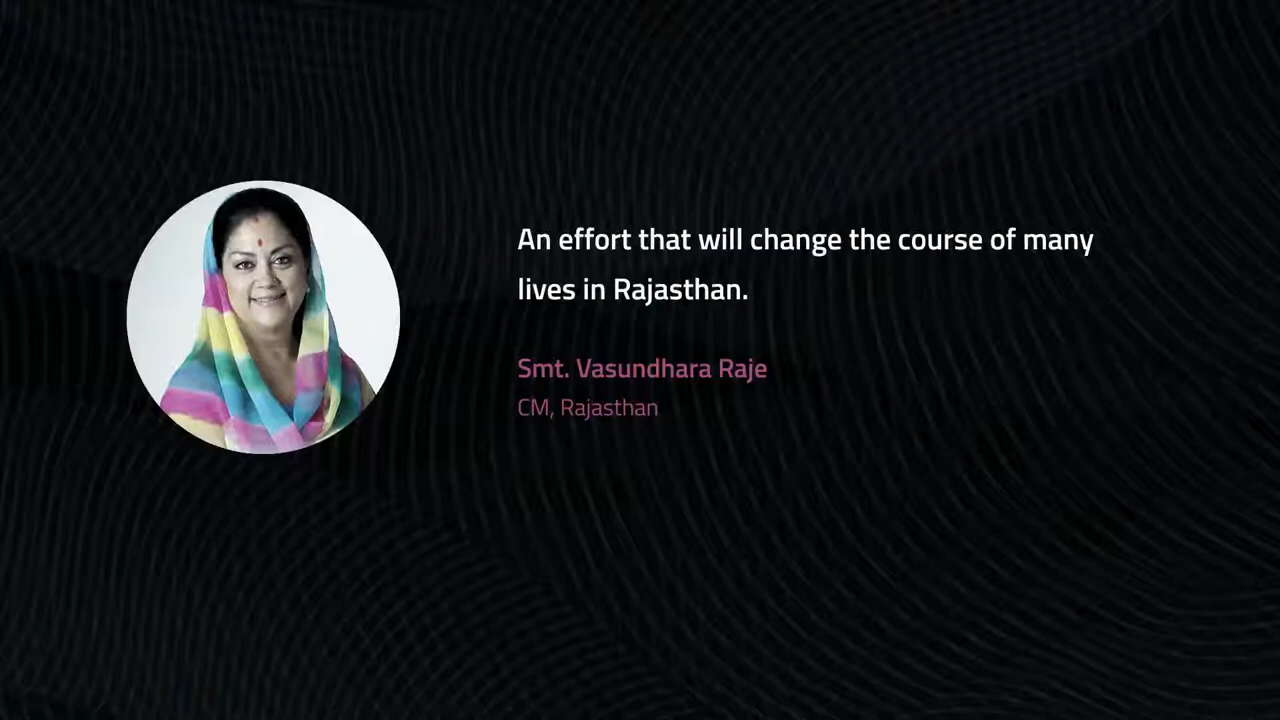 An effort that will change the course of many
lives in Rajasthan.
Smt. Vasundhara Raje
CM, Rajasthan